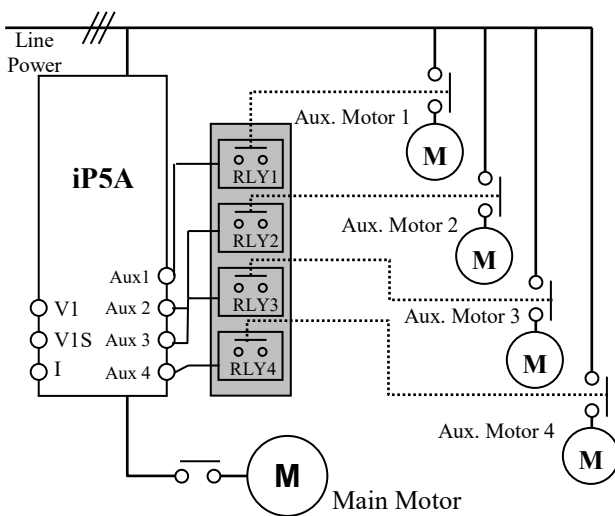 Line
Power
iP5A
Aux. Motor 1
M
RLY1
Aux. Motor 2
M
RLY2
Aux1
V1
Aux 2
RLY3
Aux. Motor 3
M
V1S
Aux 3
I
Aux 4
RLY4
Aux. Motor 4
M
M
Main Motor